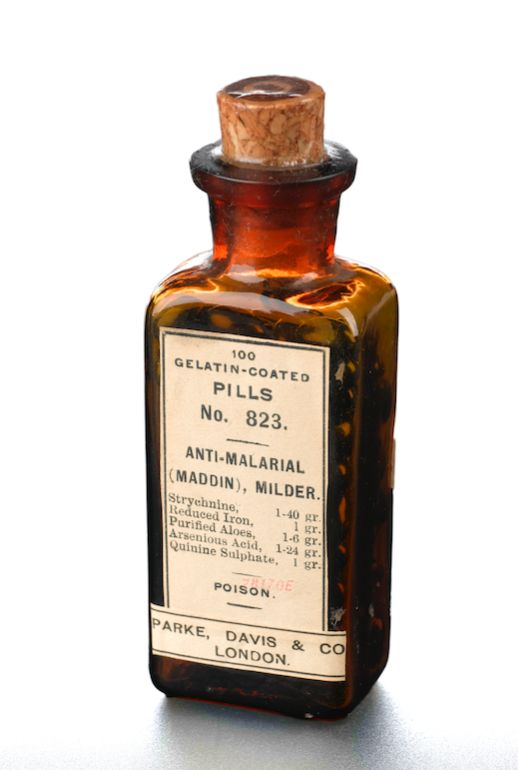 100
GELATIN-COATED
PILLS
No. 823.
ANTI-MALARIAL
(MADDIN), MILDER.
Strychnine, 1-40 gr.
Reduced Iron, 1 gr.
Purified Aloes, 1-6 gr.
Arsenious Acid, 1-24 gr.
Quinine Sulphate, 1 gr.
POISON.
PARKE, DAVIS & CO
LONDON.